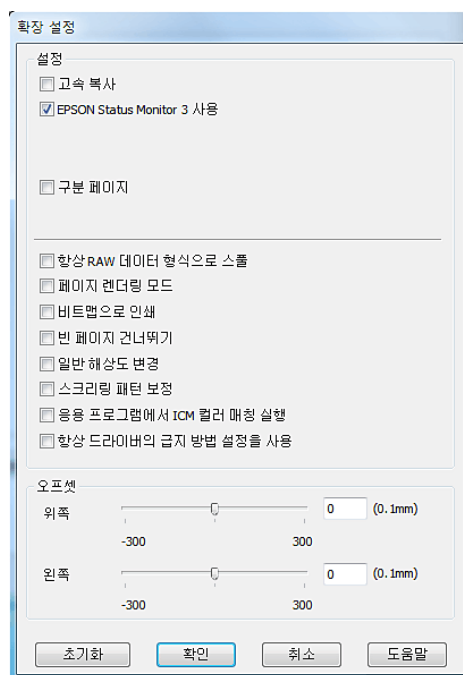 확장 설정
설정
고속 복사
EPSON Status Monitor 3 사용
구분 페이지
항상 RAW 데이터 형식으로 스풀
페이지 렌더링 모드
비트맵으로 인쇄
빈 페이지 건너뛰기
일반 해상도 변경
스크리링 패턴 보정
응용 프로그램에서 ICM 컬러 매칭 실행
항상 드라이버의 급지 방법 설정을 사용
오프셋
위쪽 0 (0.1mm)
-300 300
왼쪽 0 (0.1mm)
-300 300
초기화 확인 취소 도움말